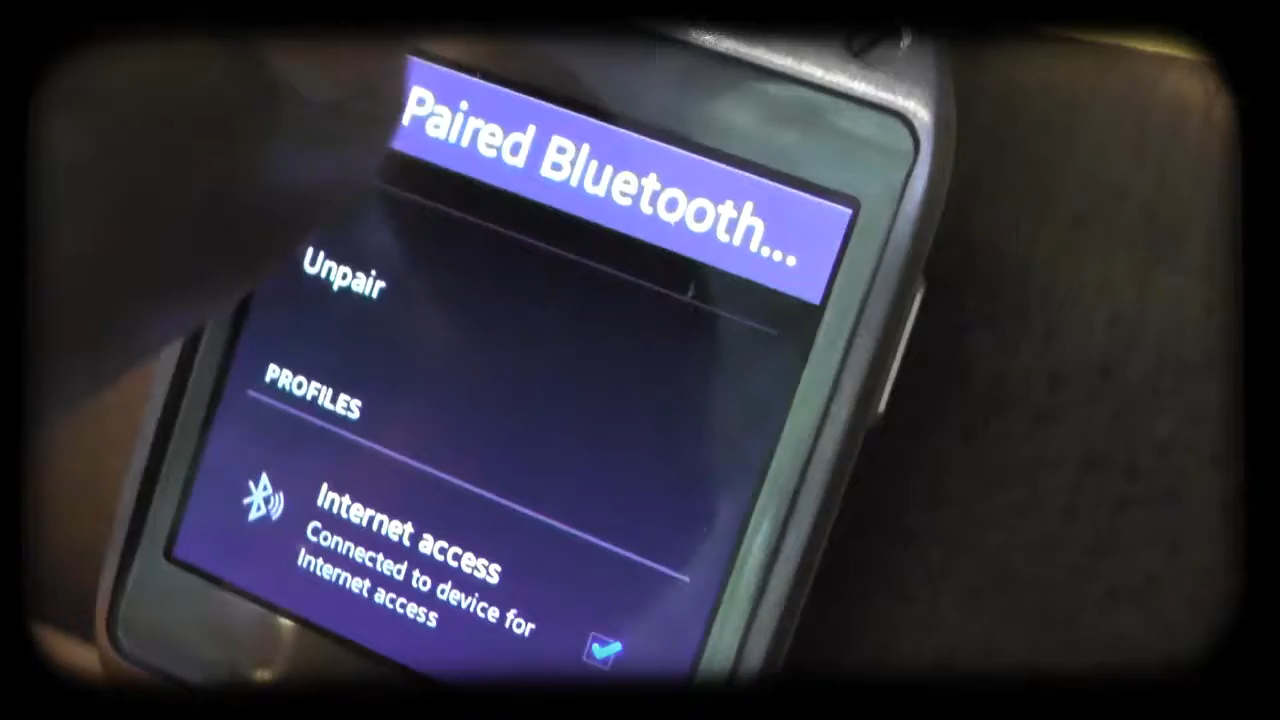 Paired Bluetooth...
Unpair
PROFILES
Internet access
Connected to device for
Internet access